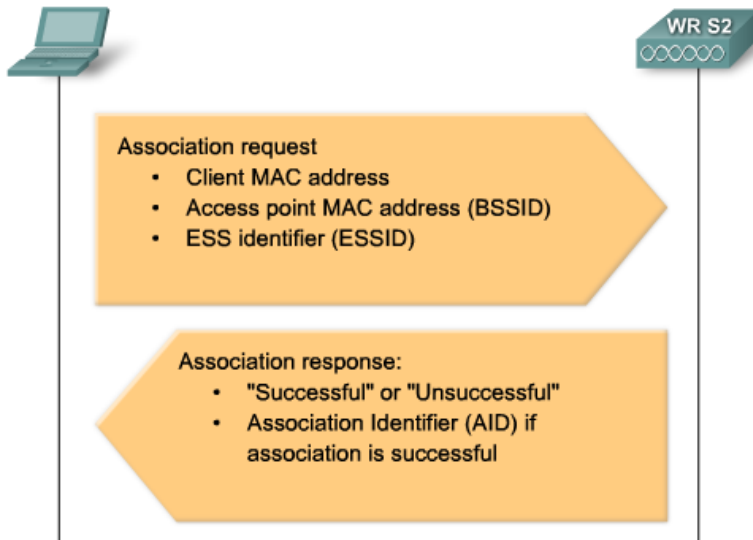 WR S2
Association request
• Client MAC address
• Access point MAC address (BSSID)
• ESS identifier (ESSID)
Association response:
• "Successful" or "Unsuccessful"
• Association Identifier (AID) if
association is successful